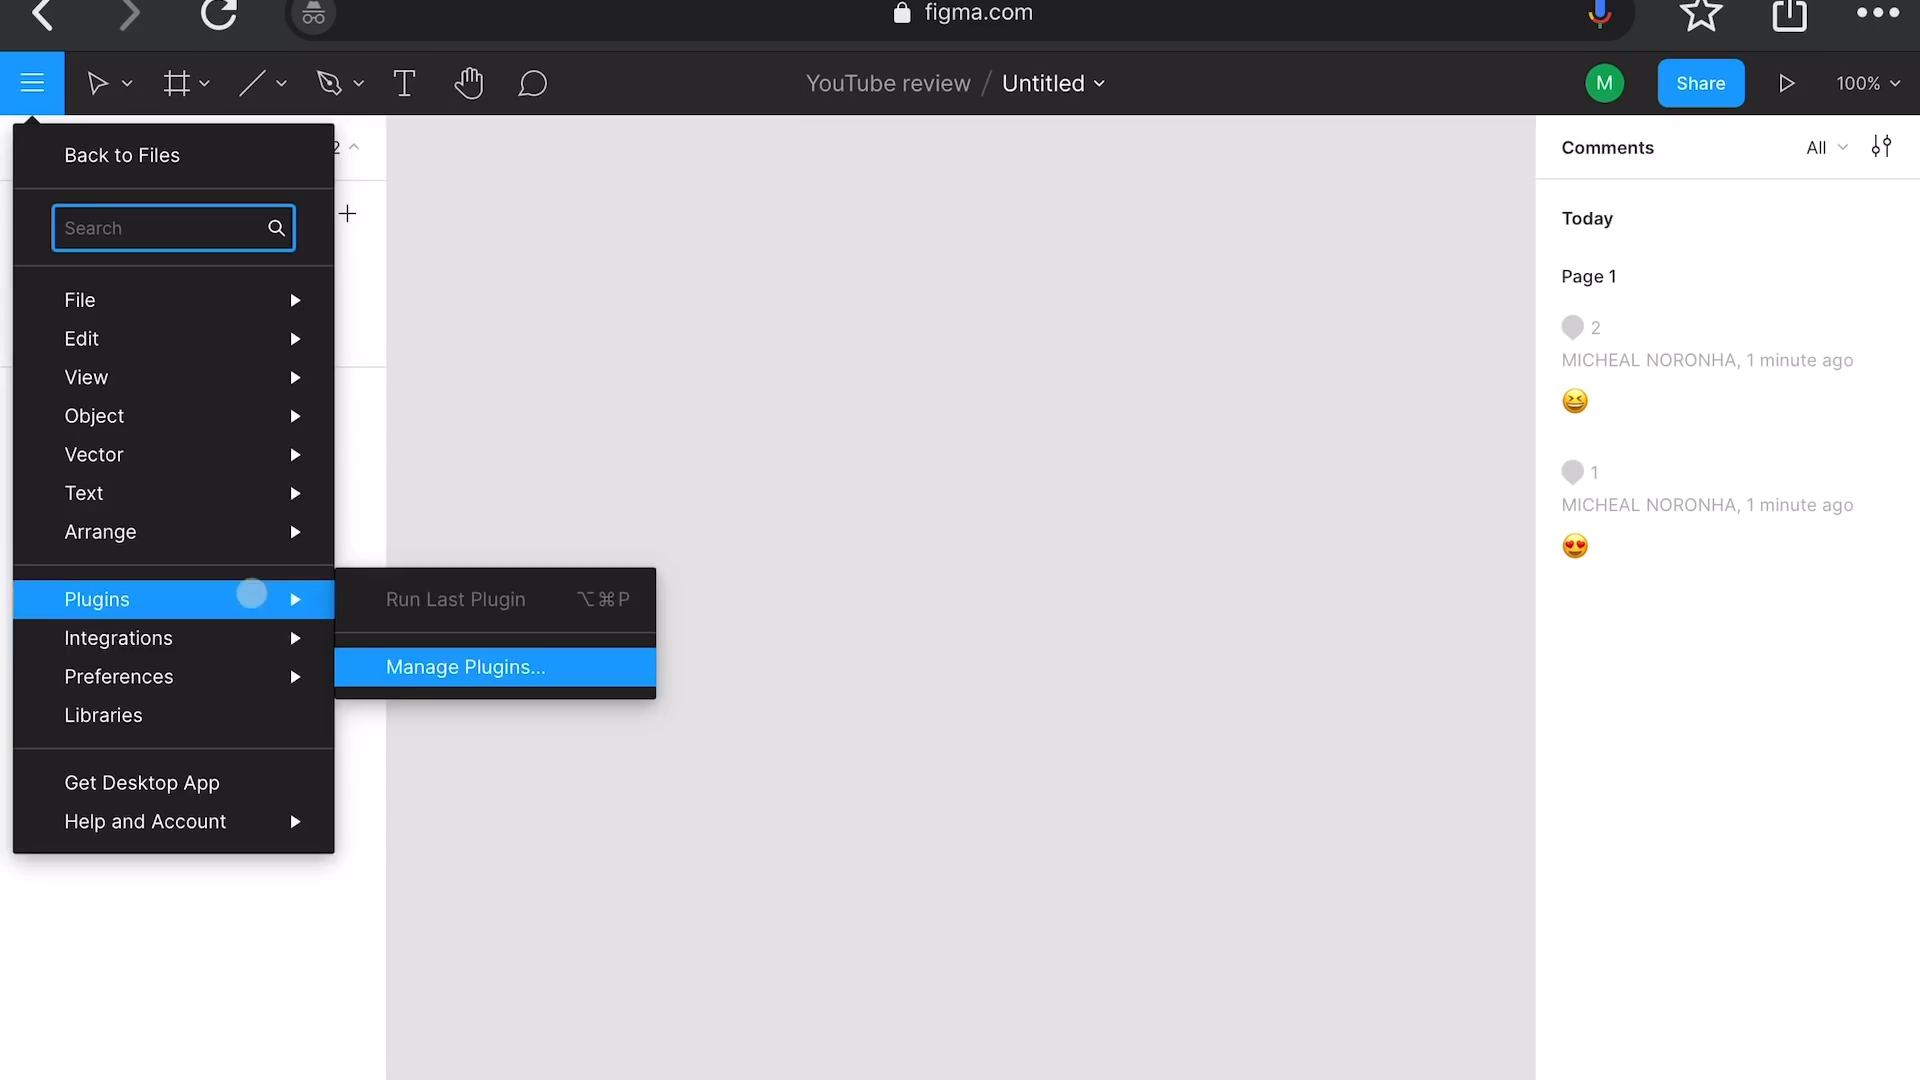 figma.com
YouTube review / Untitled
M
Share
100%
Back to Files
2
Search
File
Edit
View
Object
Vector
Text
Arrange
Plugins
Integrations
Preferences
Libraries
Get Desktop App
Help and Account
Run Last Plugin ⌥⌘P
Manage Plugins...
Comments
All
Today
Page 1
2
MICHEAL NORONHA, 1 minute ago
😆
1
MICHEAL NORONHA, 1 minute ago
😍